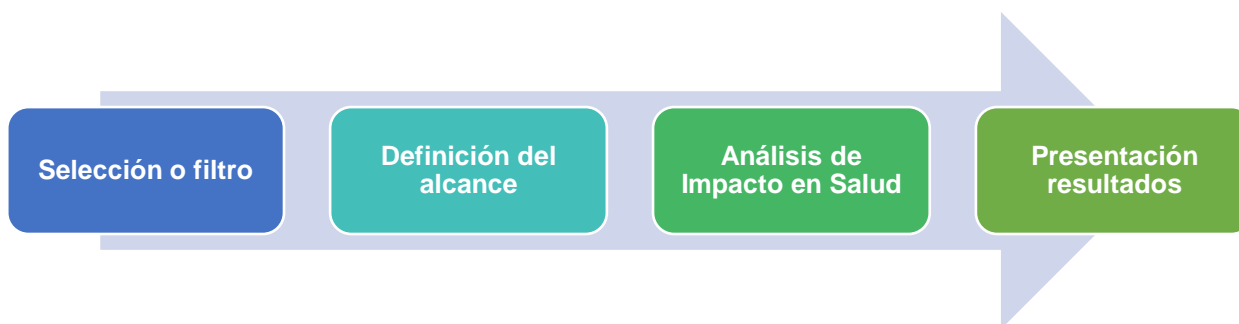 Selección o filtro
Definición del
alcance
Análisis de
Impacto en Salud
Presentación
resultados